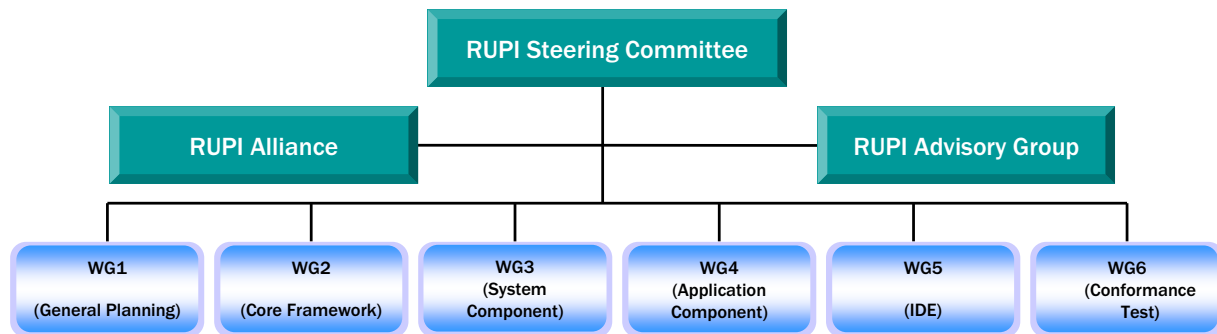 RUPI Steering Committee
RUPI Alliance
RUPI Advisory Group
WG1
(General Planning)
WG2
(Core Framework)
WG3
(System
Component)
WG4
(Application
Component)
WG5
(IDE)
WG6
(Conformance
Test)